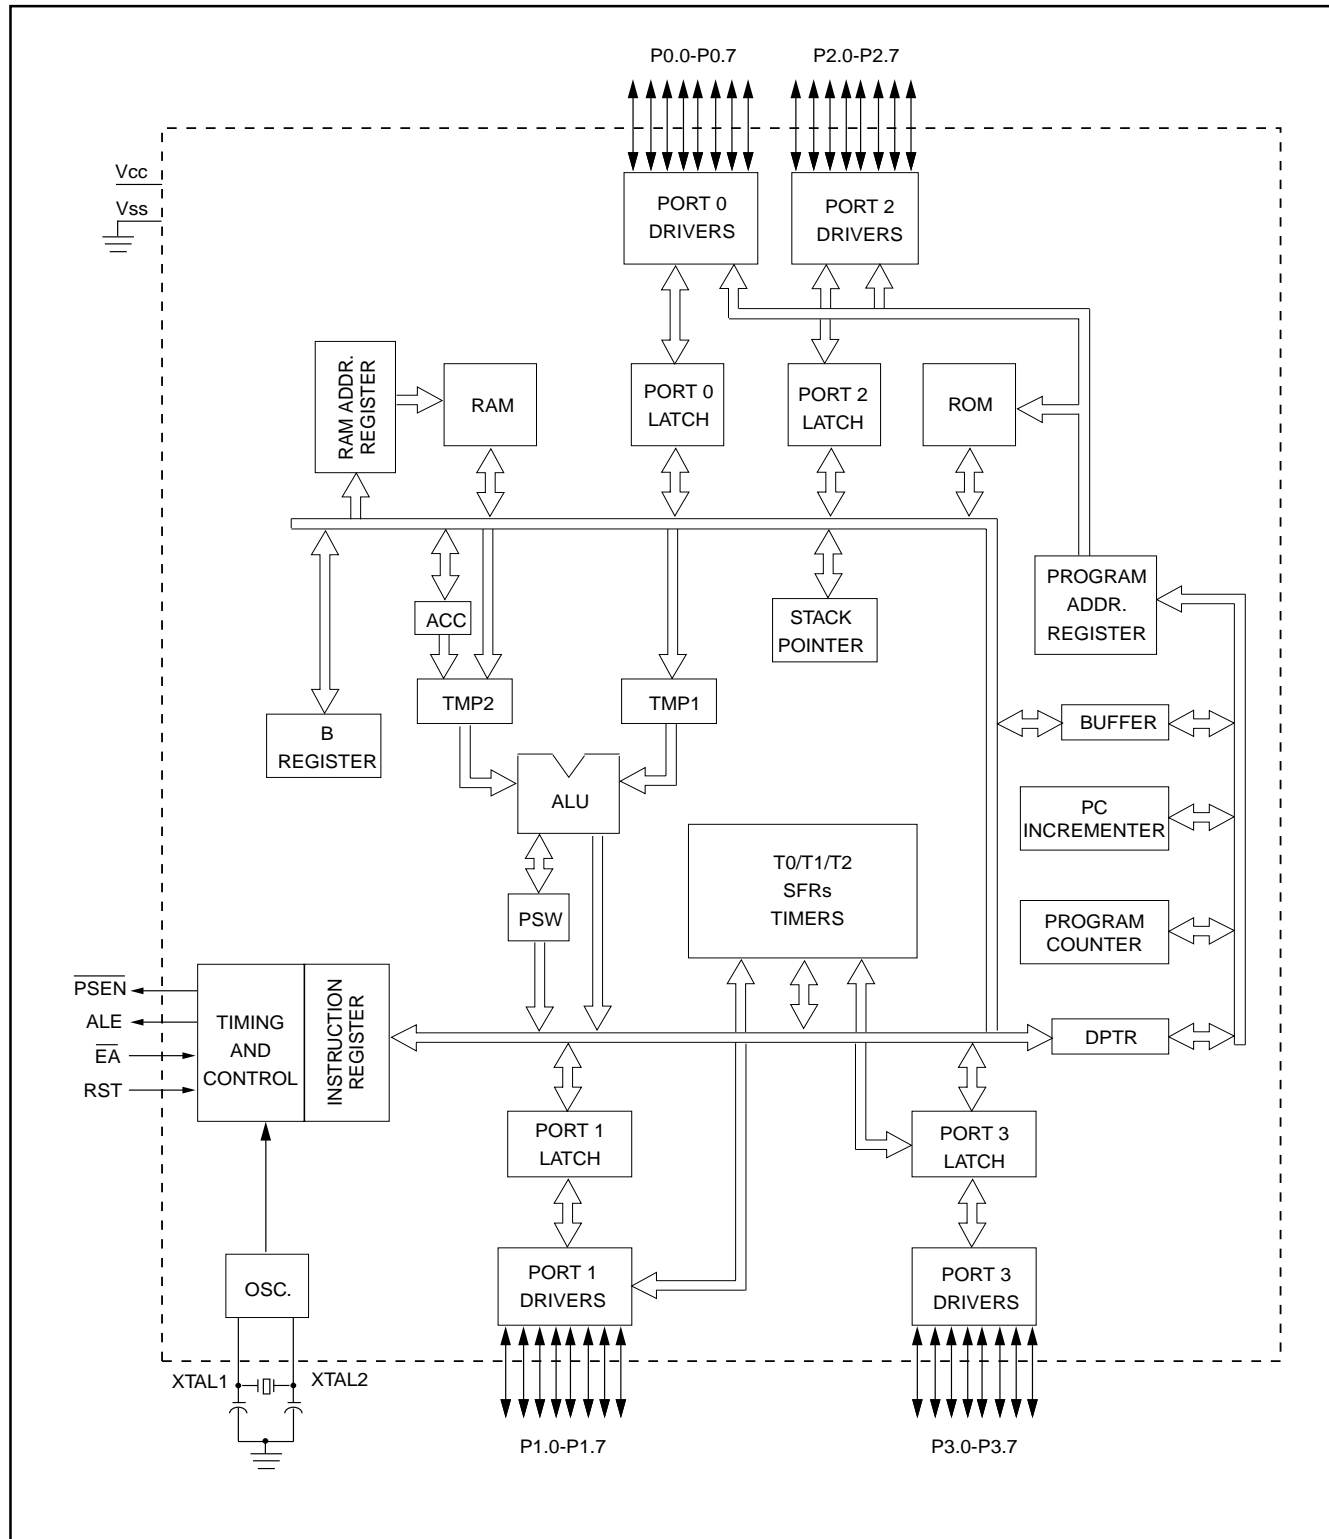 P0.0-P0.7
P2.0-P2.7
Vcc
Vss
PORT 0
DRIVERS
PORT 2
DRIVERS
RAM ADDR.
REGISTER
RAM
PORT 0
LATCH
PORT 2
LATCH
ROM
PROGRAM
ADDR.
REGISTER
ACC
STACK
POINTER
TMP2
TMP1
B
REGISTER
BUFFER
ALU
PC
INCREMENTER
T0/T1/T2
SFRs
TIMERS
PSW
PROGRAM
COUNTER
PSEN
ALE
EA
RST
TIMING
AND
CONTROL
INSTRUCTION
REGISTER
DPTR
PORT 1
LATCH
PORT 3
LATCH
OSC.
PORT 1
DRIVERS
PORT 3
DRIVERS
XTAL1
XTAL2
P1.0-P1.7
P3.0-P3.7